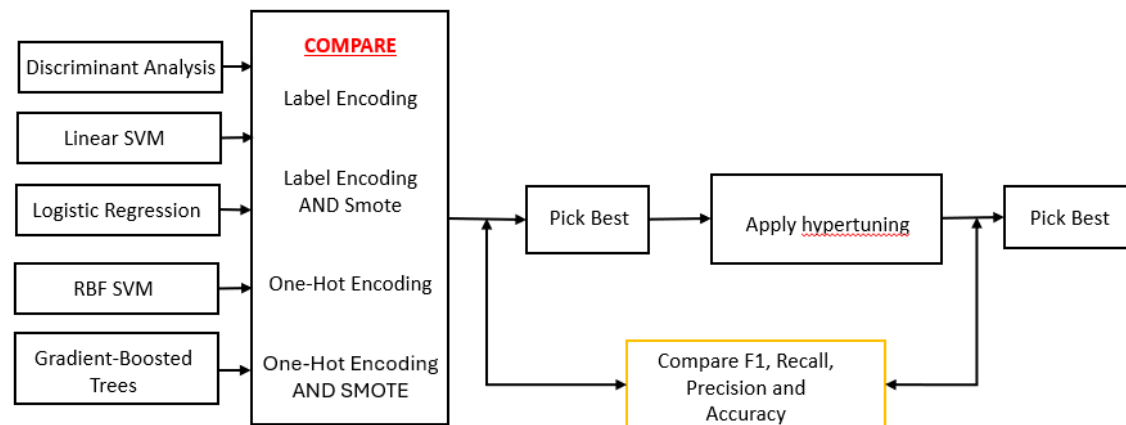 Discriminant Analysis
Linear SVM
Logistic Regression
RBF SVM
Gradient-Boosted
Trees
COMPARE
Label Encoding
Label Encoding
AND Smote
One-Hot Encoding
One-Hot Encoding
AND SMOTE
Pick Best
Apply hypertuning
Pick Best
Compare F1, Recall,
Precision and
Accuracy